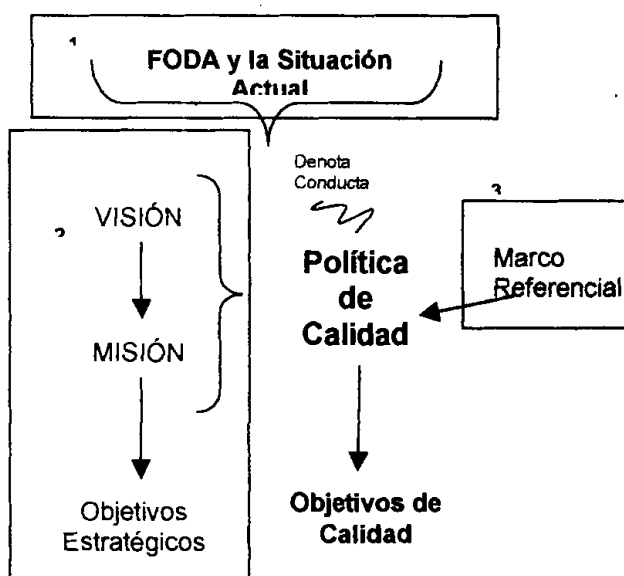 1
FODA y la Situación
Actual
Denota
Conducta
2
VISIÓN
MISIÓN
Objetivos
Estratégicos
Política
de
Calidad
Objetivos de
Calidad
3
Marco
Referencial